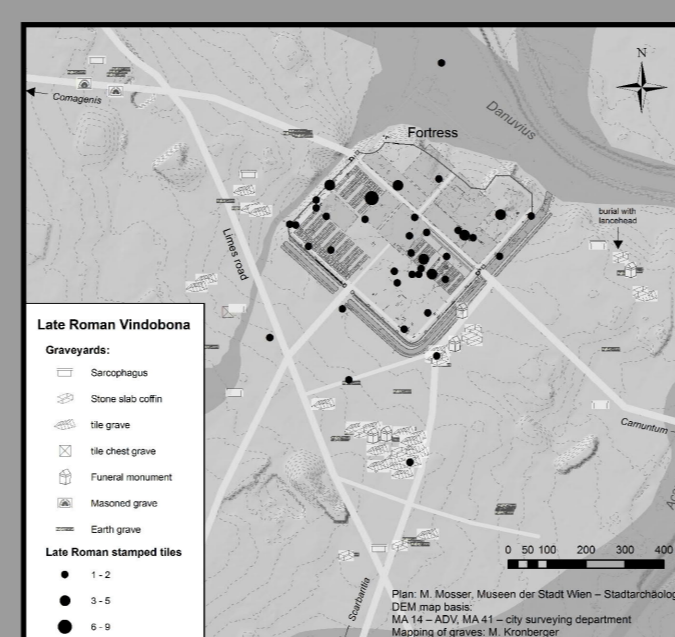 N
Danuvius
Fortress
Comagenis
burial with
lancehead
Limes road
Late Roman Vindobona
Graveyards:
Sarcophagus
Stone slab coffin
tile grave
tile chest grave
Funeral monument
Masoned grave
Earth grave
Late Roman stamped tiles
1 - 2
3 - 5
6 - 9
Carnuntum
Scarbantia
0 50 100 200 300 400
Plan: M. Mosser, Museen der Stadt Wien – Stadtarchäolog
DEM map basis:
MA 14 – ADV, MA 41 – city surveying department
Mapping of graves: M. Kronberger